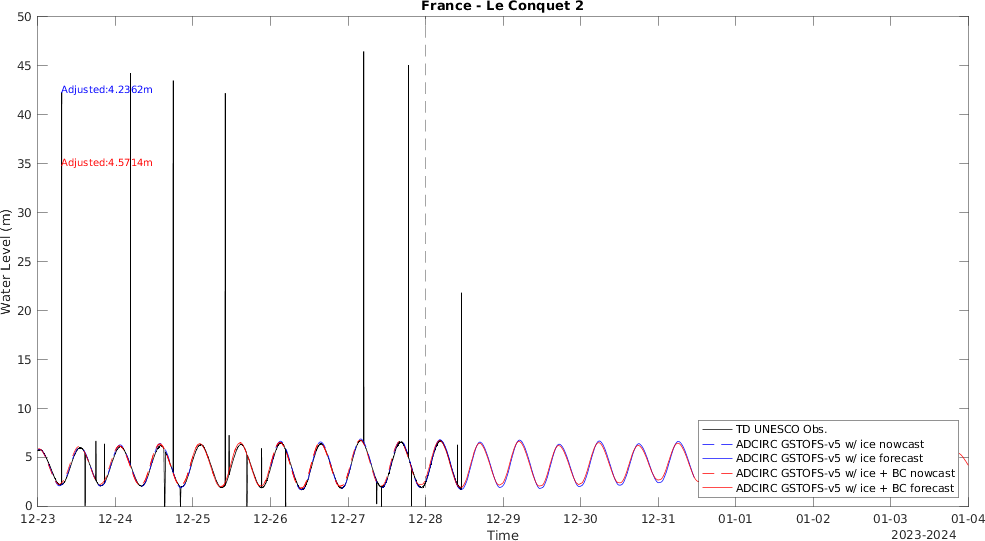 France - Le Conquet 2
50
45
40
35
30
25
20
15
10
5
0
Water Level (m)
Adjusted:4.2362m
Adjusted:4.5714m
TD UNESCO Obs.
ADCIRC GSTOFS-v5 w/ ice nowcast
ADCIRC GSTOFS-v5 w/ ice forecast
ADCIRC GSTOFS-v5 w/ ice + BC nowcast
ADCIRC GSTOFS-v5 w/ ice + BC forecast
12-23 12-24 12-25 12-26 12-27 12-28 12-29 12-30 12-31 01-01 01-02 01-03 01-04
Time
2023-2024